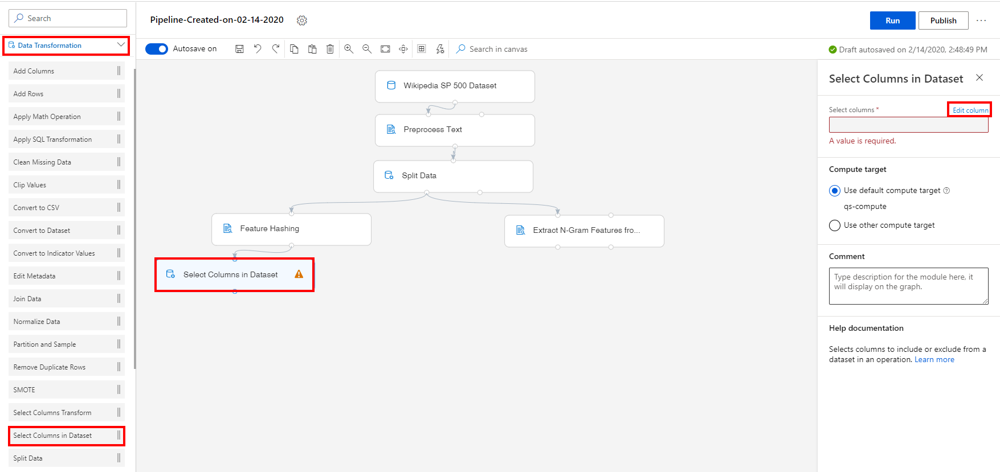 Search
Data Transformation
Add Columns
Add Rows
Apply Math Operation
Apply SQL Transformation
Clean Missing Data
Clip Values
Convert to CSV
Convert to Dataset
Convert to Indicator Values
Edit Metadata
Join Data
Normalize Data
Partition and Sample
Remove Duplicate Rows
SMOTE
Select Columns Transform
Select Columns in Dataset
Split Data
Pipeline-Created-on-02-14-2020
Run
Publish
Autosave on
Search in canvas
Draft autosaved on 2/14/2020, 2:48:49 PM
Wikipedia SP 500 Dataset
Preprocess Text
Split Data
Feature Hashing
Extract N-Gram Features fro...
Select Columns in Dataset
Select Columns in Dataset
Select columns *
Edit column
A value is required.
Compute target
Use default compute target
qs-compute
Use other compute target
Comment
Type description for the module here, it
will display on the graph.
Help documentation
Selects columns to include or exclude from a
dataset in an operation. Learn more